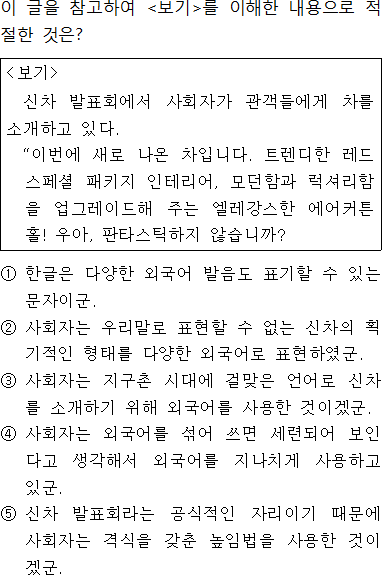 이 글을 참고하여 <보기>를 이해한 내용으로 적
절한 것은?
<보기>
신차 발표회에서 사회자가 관객들에게 차를
소개하고 있다.
“이번에 새로 나온 차입니다. 트렌디한 레드
스페셜 패키지 인테리어, 모던함과 럭셔리함
을 업그레이드해 주는 엘레강스한 에어커튼
홀! 우아, 판타스틱하지 않습니까?
① 한글은 다양한 외국어 발음도 표기할 수 있는
문자이군.
② 사회자는 우리말로 표현할 수 없는 신차의 획
기적인 형태를 다양한 외국어로 표현하였군.
③ 사회자는 지구촌 시대에 걸맞은 언어로 신차
를 소개하기 위해 외국어를 사용한 것이겠군.
④ 사회자는 외국어를 섞어 쓰면 세련되어 보인
다고 생각해서 외국어를 지나치게 사용하고
있군.
⑤ 신차 발표회라는 공식적인 자리이기 때문에
사회자는 격식을 갖춘 높임법을 사용한 것이
겠군.